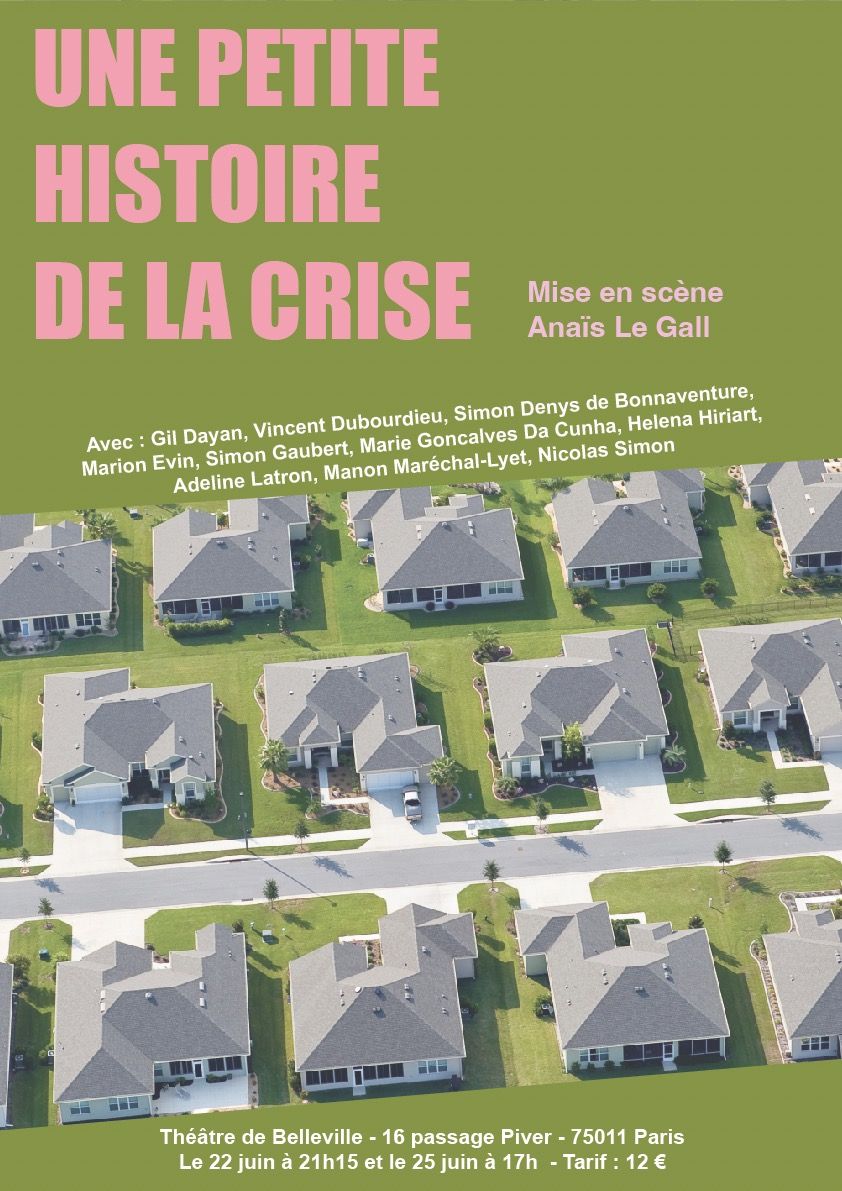 UNE PETITE
HISTOIRE
DE LA CRISE
Mise en scène
Anaïs Le Gall
Avec : Gil Dayan, Vincent Dubourdieu, Simon Denys de Bonnaventure,
Marion Evin, Simon Gaubert, Marie Goncalves Da Cunha, Helena Hiriart,
Adeline Latron, Manon Maréchal-Lyet, Nicolas Simon
Théâtre de Belleville - 16 passage Piver - 75011 Paris
Le 22 juin à 21h15 et le 25 juin à 17h - Tarif : 12 €